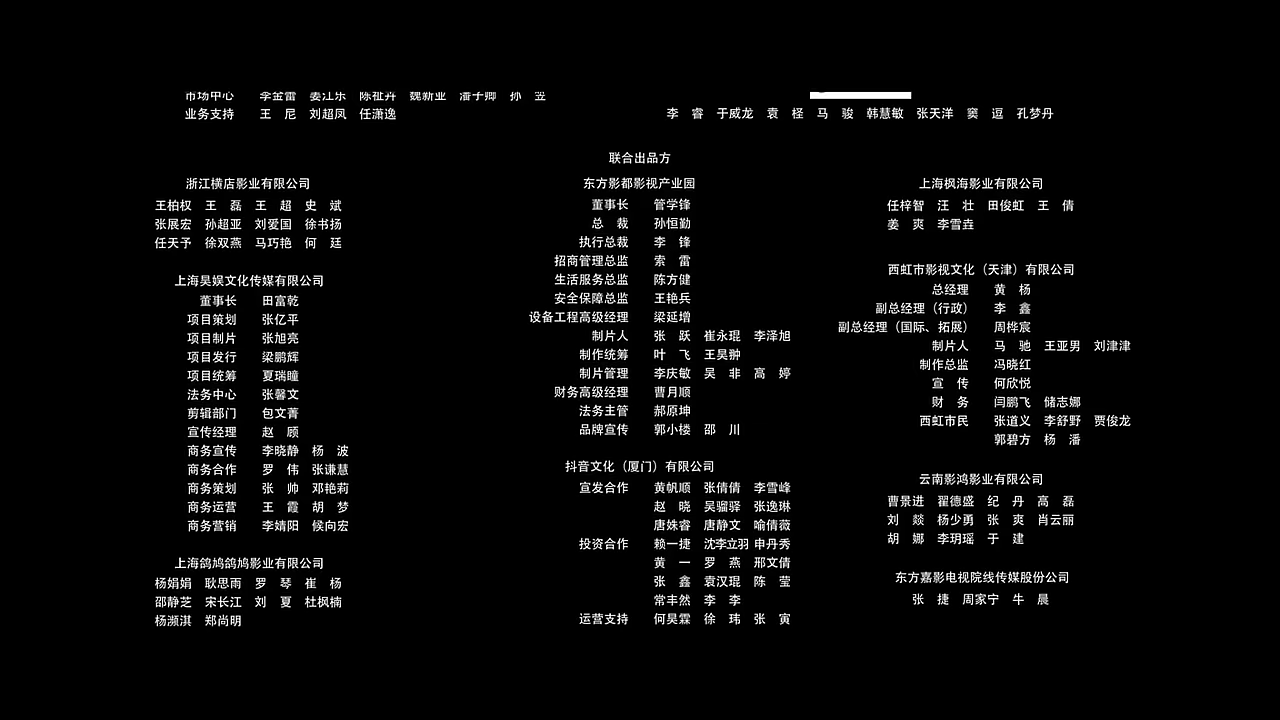 市场中心 李金雷 姜江乐 陈祉卉 魏新业 潘子卿 孙 昱
业务支持 王 尼 刘超凤 任潇逸
李 睿 于威龙 袁 柽 马 骏 韩慧敏 张天洋 窦 逗 孔梦丹
联合出品方
浙江横店影业有限公司
王柏权 王 磊 王 超 史 斌
张展宏 孙超亚 刘爱国 徐书扬
任天予 徐双燕 马巧艳 何 廷
上海昊娱文化传媒有限公司
董事长 田富乾
项目策划 张亿平
项目制片 张旭亮
项目发行 梁鹏辉
项目统筹 夏瑞瞳
法务中心 张馨文
剪辑部门 包文菁
宣传经理 赵 顾
商务宣传 李晓静 杨 波
商务合作 罗 伟 张谦慧
商务策划 张 帅 邓艳莉
商务运营 王 霞 胡 梦
商务营销 李婧阳 候向宏
上海鸽鸠鸽鸠影业有限公司
杨娟娟 耿思雨 罗 琴 崔 杨
邵静芝 宋长江 刘 夏 杜枫楠
杨濒淇 郑尚明
东方影都影视产业园
董事长 管学锋
总 裁 孙恒勤
执行总裁 李 锋
招商管理总监 索 雷
生活服务总监 陈方健
安全保障总监 王艳兵
设备工程高级经理 梁延增
制片人 张 跃 崔永琨 李泽旭
制作统筹 叶 飞 王昊翀
制片管理 李庆敏 吴 非 高 婷
财务高级经理 曹月顺
法务主管 郝原坤
品牌宣传 郭小楼 邵 川
抖音文化（厦门）有限公司
宣发合作 黄帆顺 张倩倩 李雪峰
赵 晓 吴骝驿 张逸琳
唐姝睿 唐静文 喻倩薇
投资合作 赖一捷 沈李立羽 申丹秀
黄 一 罗 燕 邢文倩
张 鑫 袁汉琨 陈 莹
常丰然 李 李
运营支持 何昊霖 徐 玮 张 寅
上海枫海影业有限公司
任梓智 汪 壮 田俊虹 王 倩
姜 爽 李雪垚
西虹市影视文化（天津）有限公司
总经理 黄 杨
副总经理（行政） 李 鑫
副总经理（国际、拓展） 周桦宸
制片人 马 驰 王亚男 刘津津
制作总监 冯晓红
宣 传 何欣悦
财 务 闫鹏飞 储志娜
西虹市民 张道义 李舒野 贾俊龙
郭碧方 杨 潘
云南影鸿影业有限公司
曹景进 翟德盛 纪 丹 高 磊
刘 燚 杨少勇 张 爽 肖云丽
胡 娜 李玥瑶 于 建
东方嘉影电视院线传媒股份公司
张 捷 周家宁 牛 晨